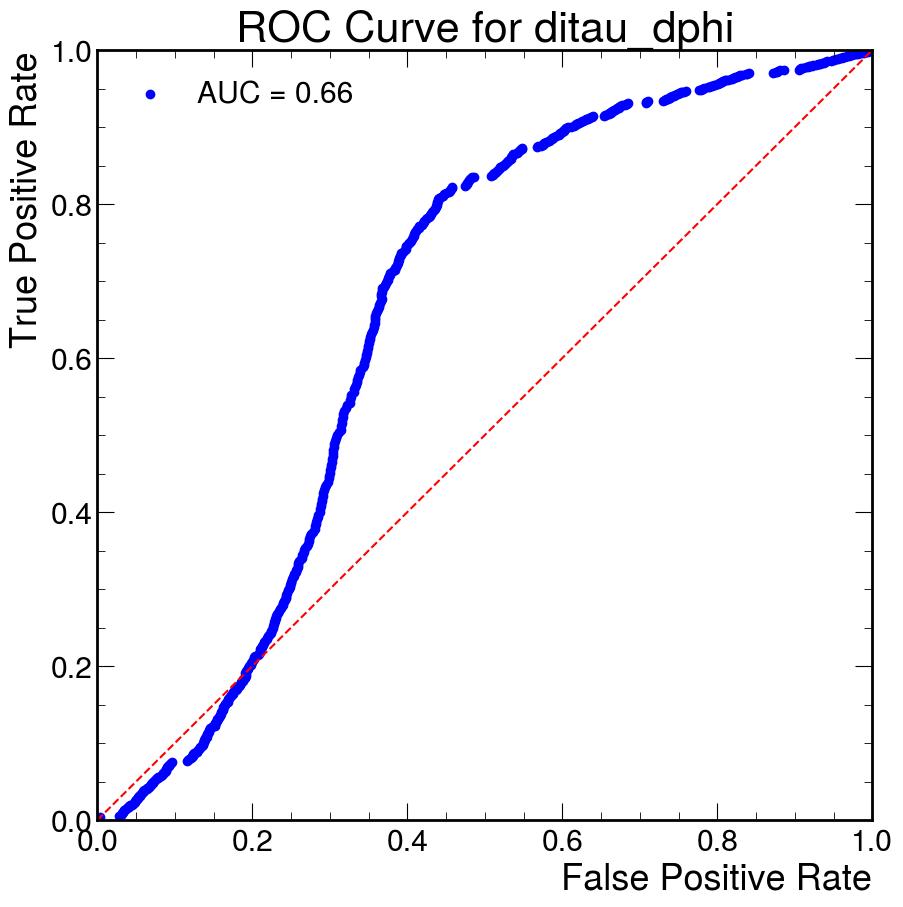 ROC Curve for ditau_dphi
AUC = 0.66
True Positive Rate
1.0
0.8
0.6
0.4
0.2
0.0
0.0 0.2 0.4 0.6 0.8 1.0
False Positive Rate